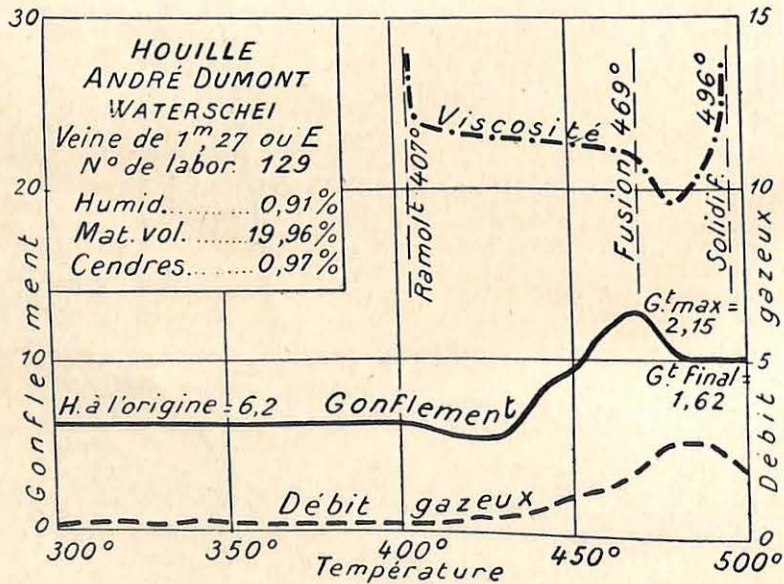 HOUILLE
ANDRÉ DUMONT
WATERSCHEI
Veine de 1m,27 ou E
N° de labor. 129
Humid......... 0,91%
Mat. vol. ......19,96%
Cendres......... 0,97%
30
20
10
0
Gonflement
15
10
5
0
Débit gazeux
Viscosité
Ramolt 407°
Fusion 469°
Solidif. 496°
G.t max =
2,15
G.t Final =
1,62
H. à l'origine = 6,2
Gonflement
Débit gazeux
300°
350°
400°
450°
500°
Température